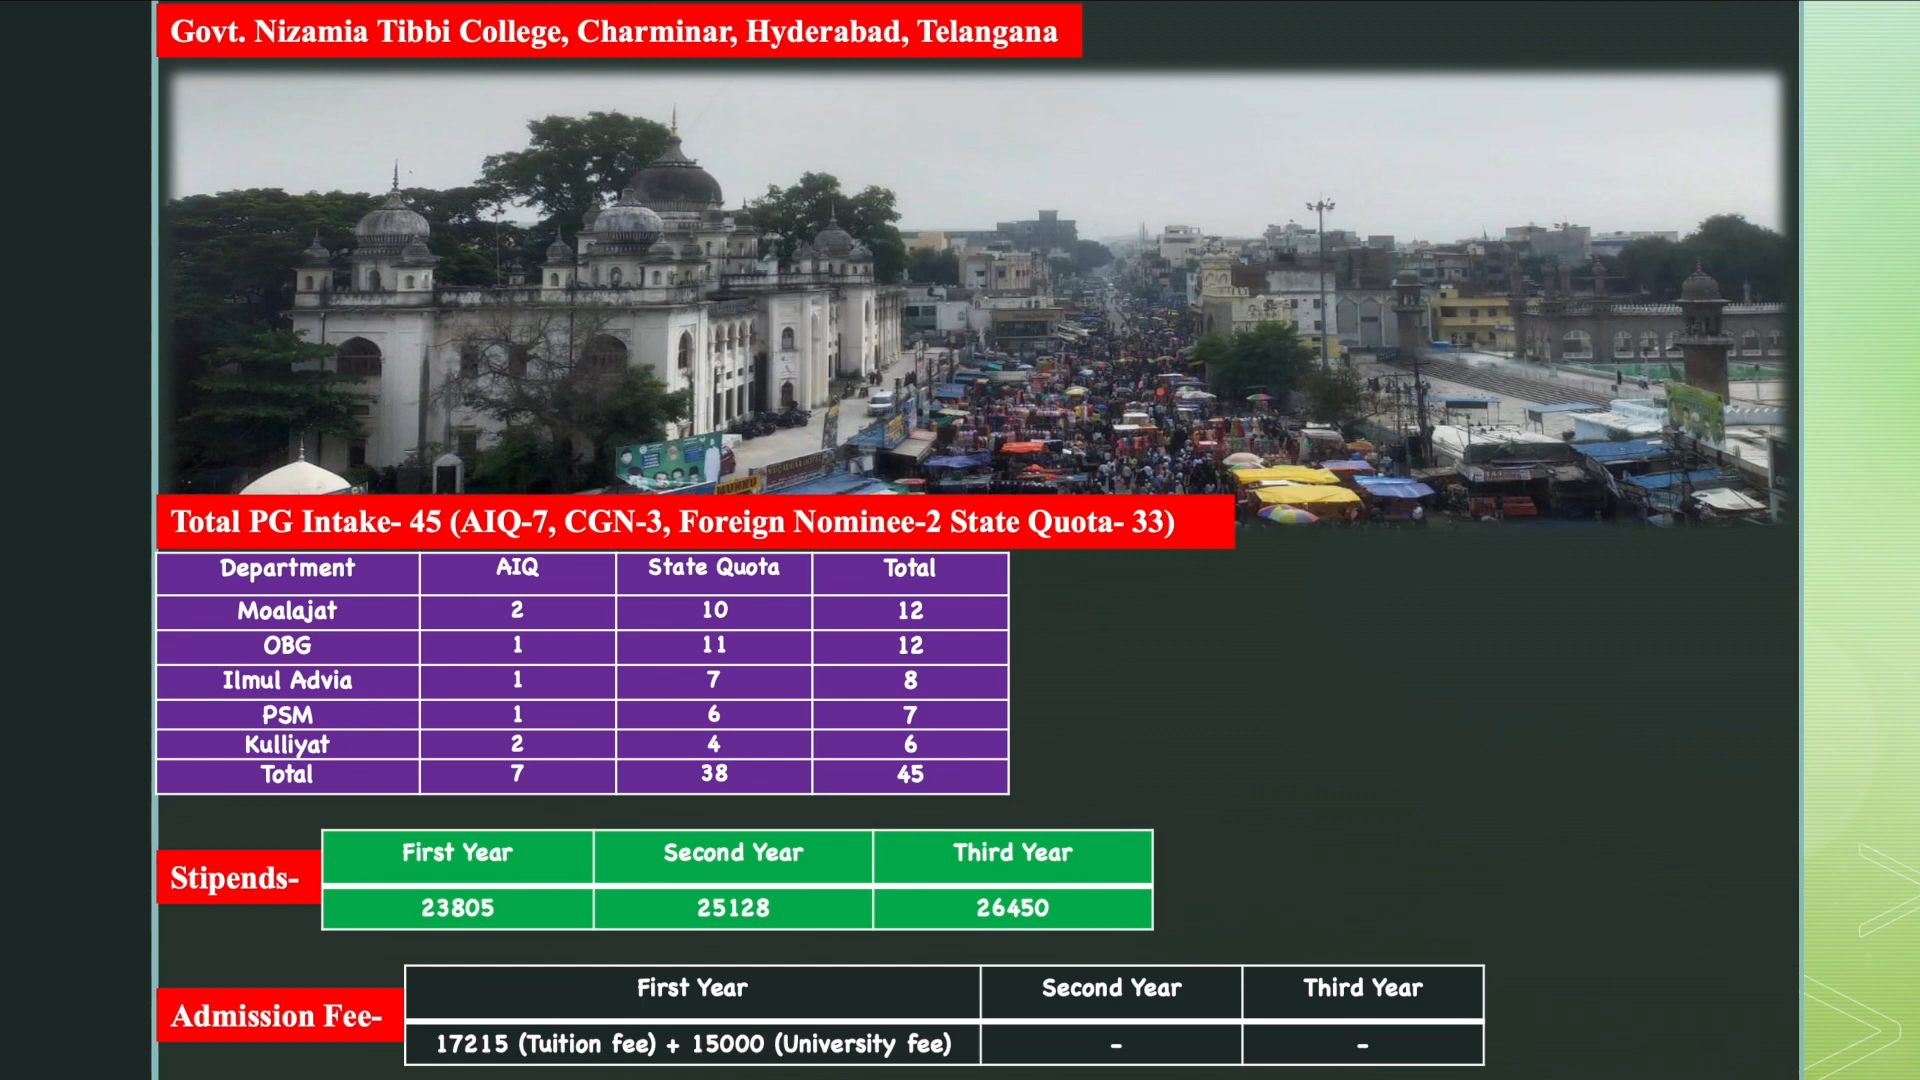 Govt. Nizamia Tibbi College, Charminar, Hyderabad, Telangana
Total PG Intake- 45 (AIQ-7, CGN-3, Foreign Nominee-2 State Quota- 33)
Department AIQ State Quota Total
Moalajat 2 10 12
OBG 1 11 12
Ilmul Advia 1 7 8
PSM 1 6 7
Kulliyat 2 4 6
Total 7 38 45
First Year Second Year Third Year
Stipends-
23805 25128 26450
First Year Second Year Third Year
Admission Fee-
17215 (Tuition fee) + 15000 (University fee) - -